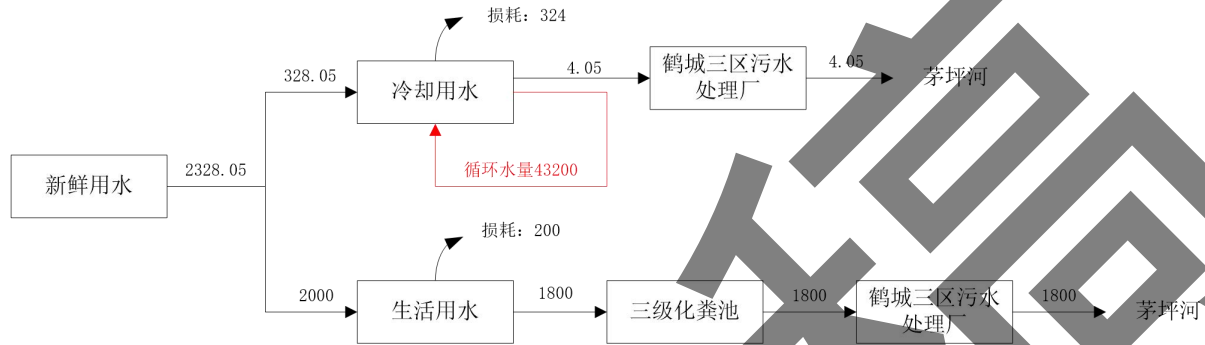 损耗：324
328.05
冷却用水
4.05
鹤城三区污水
处理厂
4.05
茅坪河
循环水量43200
新鲜用水
2328.05
损耗：200
2000
生活用水
1800
三级化粪池
1800
鹤城三区污水
处理厂
1800
茅坪河